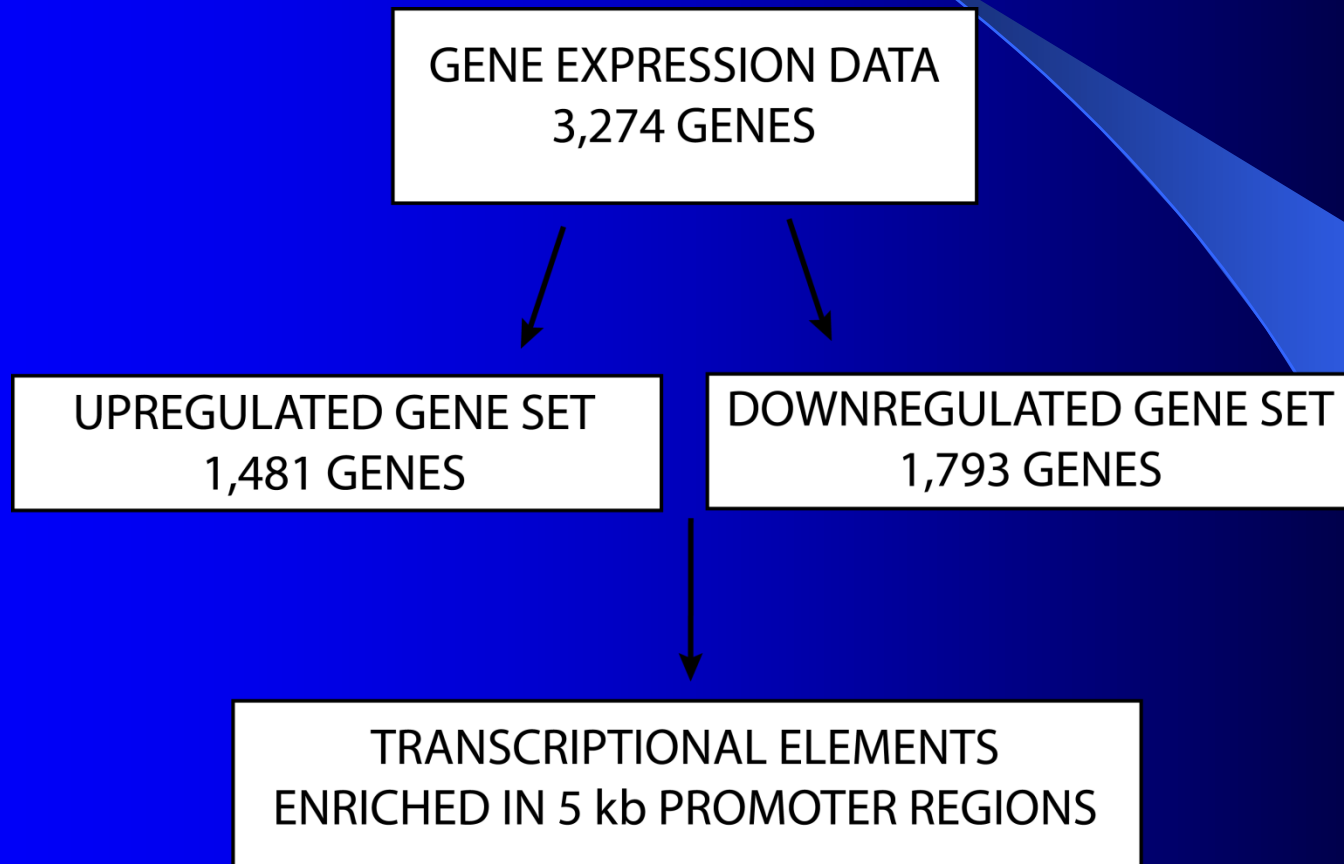 GENE EXPRESSION DATA
3,274 GENES
UPREGULATED GENE SET
1,481 GENES
DOWNREGULATED GENE SET
1,793 GENES
TRANSCRIPTIONAL ELEMENTS
ENRICHED IN 5 kb PROMOTER REGIONS